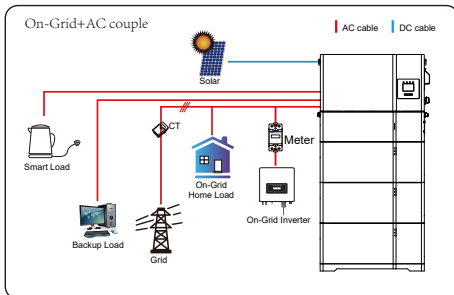 On-Grid+AC couple
AC cable
DC cable
Solar
CT
Meter
Smart Load
On-Grid
Home Load
On-Grid Inverter
Backup Load
Grid